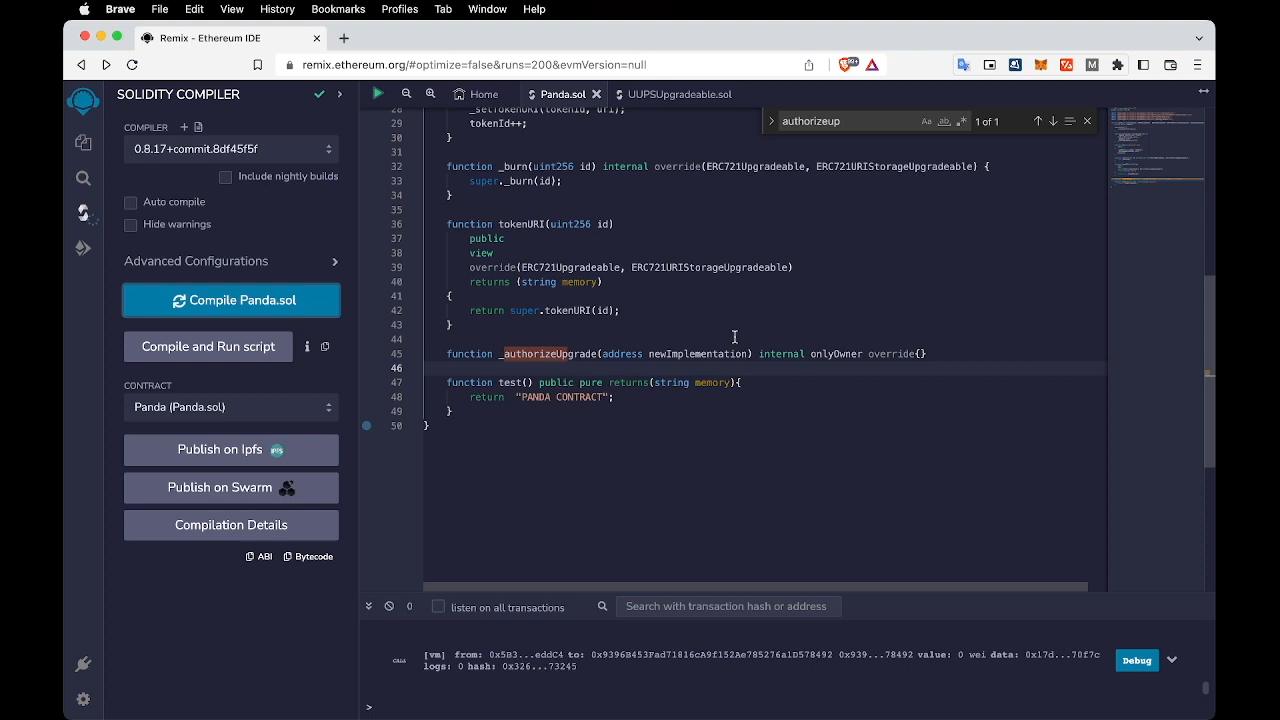 Brave File Edit View History Bookmarks Profiles Tab Window Help
Remix - Ethereum IDE
remix.ethereum.org/#optimize=false&runs=200&evmVersion=null
99+
SOLIDITY COMPILER
Home Panda.sol UUPSUpgradeable.sol
authorizeup Aa ab 1 of 1
COMPILER
0.8.17+commit.8df45f5f
Include nightly builds
Auto compile
Hide warnings
Advanced Configurations
Compile Panda.sol
Compile and Run script
CONTRACT
Panda (Panda.sol)
Publish on Ipfs
Publish on Swarm
Compilation Details
ABI Bytecode
28 _setTokenURI(tokenId, uri);
29 tokenId++;
30 }
31
32 function _burn(uint256 id) internal override(ERC721Upgradeable, ERC721URIStorageUpgradeable) {
33 super._burn(id);
34 }
35
36 function tokenURI(uint256 id)
37 public
38 view
39 override(ERC721Upgradeable, ERC721URIStorageUpgradeable)
40 returns (string memory)
41 {
42 return super.tokenURI(id);
43 }
44
45 function _authorizeUpgrade(address newImplementation) internal onlyOwner override{}
46
47 function test() public pure returns(string memory){
48 return "PANDA CONTRACT";
49 }
50 }
0 listen on all transactions Search with transaction hash or address
CALL [vm] from: 0x5B3...eddC4 to: 0x9396B453Fad71816cA9f152Ae785276a1D578492 0x939...78492 value: 0 wei data: 0x17d...70f7c
logs: 0 hash: 0x326...73245
Debug
>